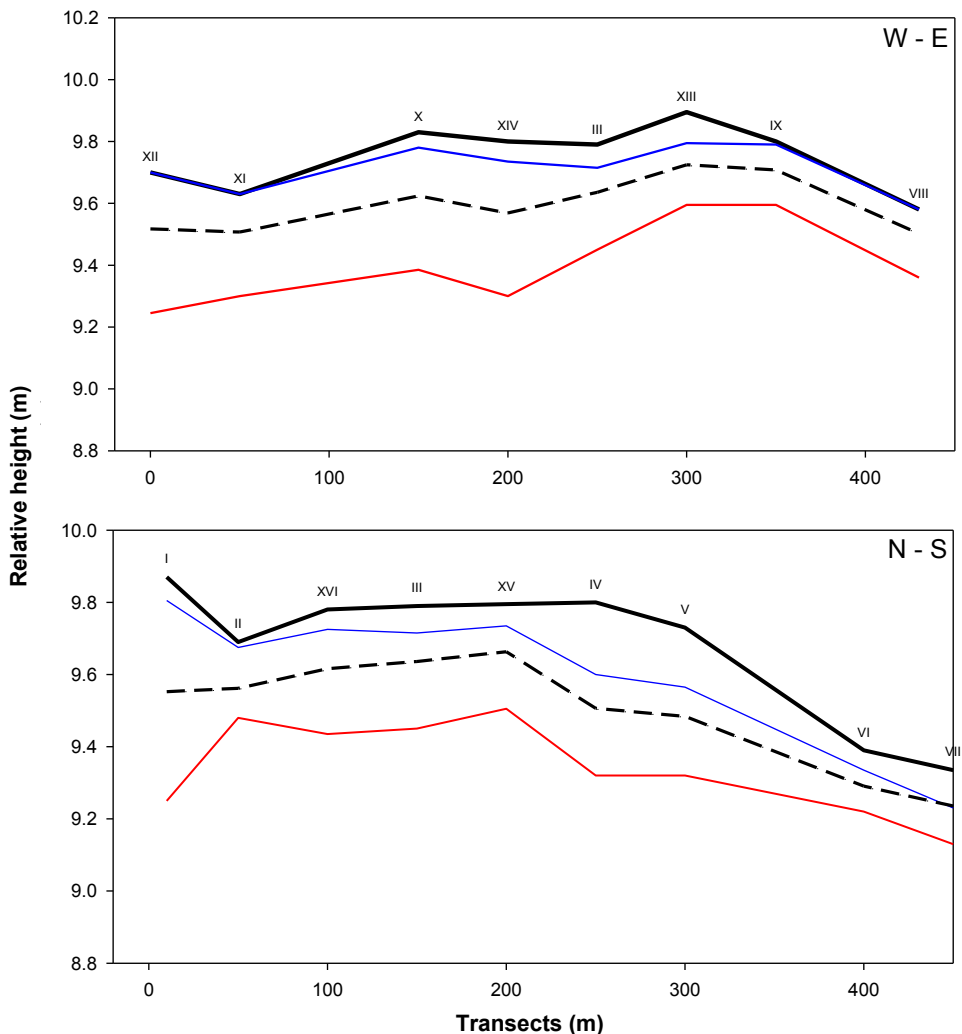 10.2
W - E
10.0
XIII
X
XIV
III
IX
9.8
XII
XI
VIII
9.6
9.4
9.2
9.0
8.8
0
100
200
300
400
Relative height (m)
10.0
N - S
I
XVI
III
XV
IV
V
9.8
II
9.6
9.4
VI
VII
9.2
9.0
8.8
0
100
200
300
400
Transects (m)